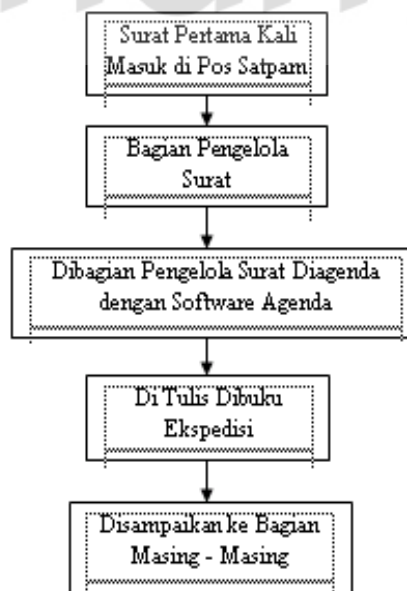 Surat Pertama Kali
Masuk di Pos Satpam
Bagian Pengelola
Surat
Dibagian Pengelola Surat Diagenda
dengan Software Agenda
Di Tulis Dibuku
Ekspedisi
Disampaikan ke Bagian
Masing - Masing